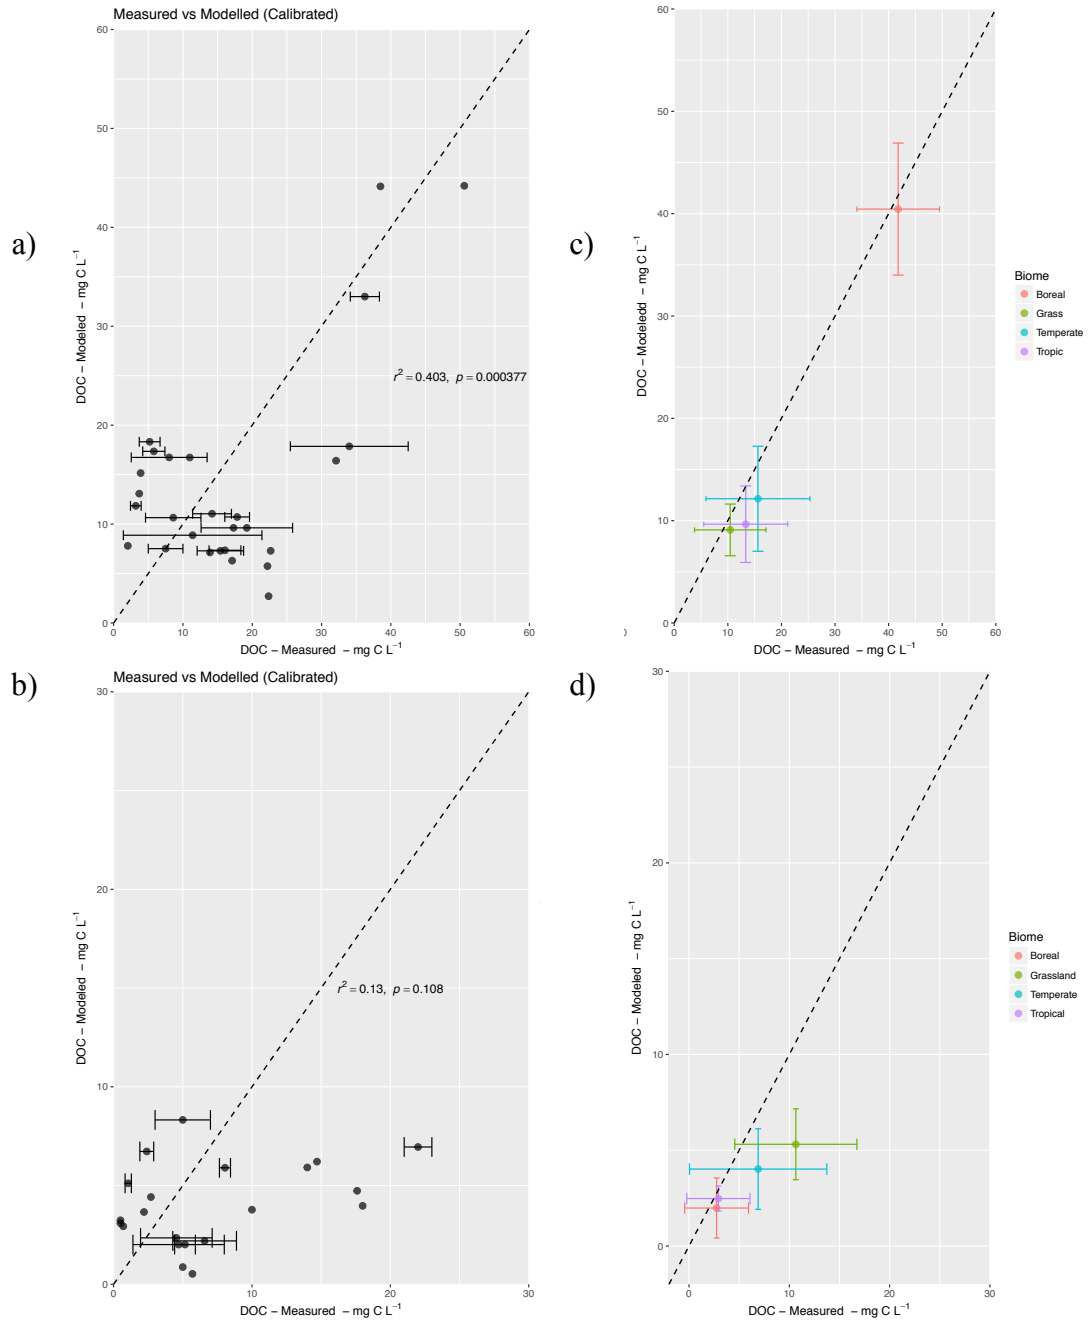 Measured vs Modelled (Calibrated)
a)
DOC − Modeled − mg C L⁻¹
60
50
40
30
20
10
0
r² = 0.403, p = 0.000377
0 10 20 30 40 50 60
DOC − Measured − mg C L⁻¹
c)
DOC − Modeledd − mg C L⁻¹
60
50
40
30
20
10
0
0 10 20 30 40 50 60
DOC − Measured − mg C L⁻¹
Biome
Boreal
Grass
Temperate
Tropic
Measured vs Modelled (Calibrated)
b)
DOC − Modeled − mg C L⁻¹
30
20
10
0
r² = 0.13, p = 0.108
0 10 20 30
DOC − Measured − mg C L⁻¹
d)
DOC − Modeled − mg C L⁻¹
30
20
10
0
0 10 20 30
DOC − Measured − mg C L⁻¹
Biome
Boreal
Grassland
Temperate
Tropical